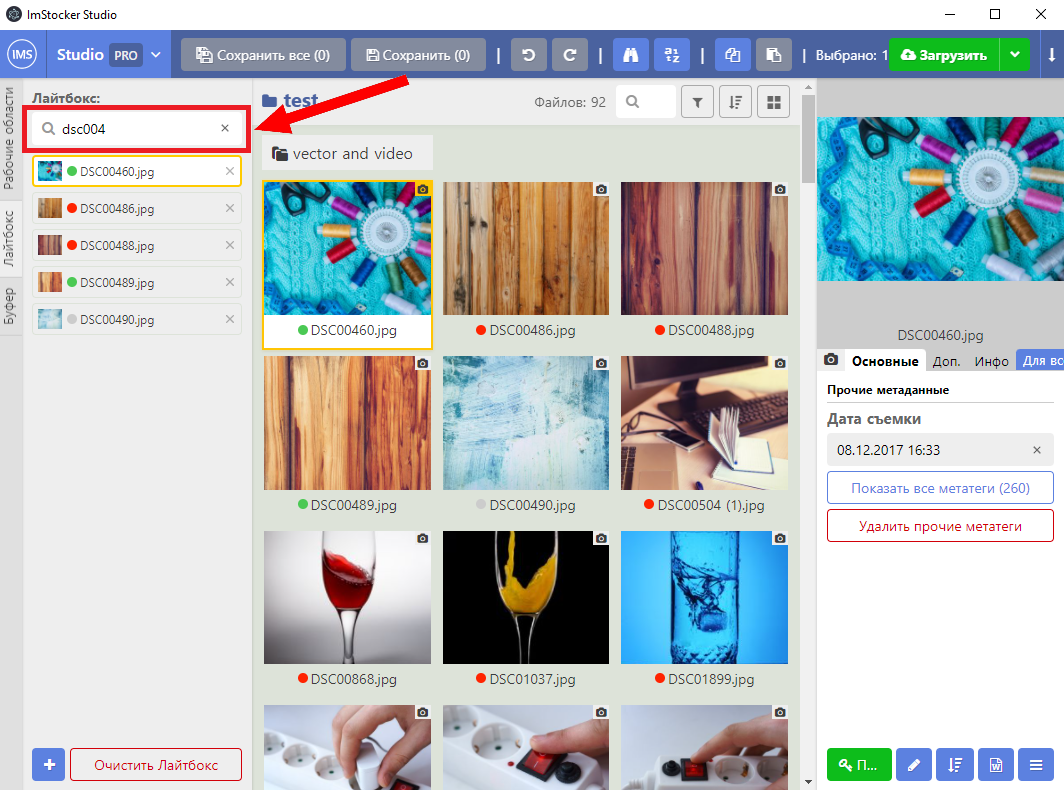 ImStocker Studio
IMS Studio PRO Сохранить все (0) | Сохранить (0) | Выбрано: 1 Загрузить
Рабочие области
Лайтбокс
Буфер
Лайтбокс:
dsc004
DSC00460.jpg
DSC00486.jpg
DSC00488.jpg
DSC00489.jpg
DSC00490.jpg
Очистить Лайтбокс
test Файлов: 92
vector and video
DSC00460.jpg DSC00486.jpg DSC00488.jpg
DSC00489.jpg DSC00490.jpg DSC00504 (1).jpg
DSC00868.jpg DSC01037.jpg DSC01899.jpg
DSC00460.jpg
Основные Доп. Инфо Для вс
Прочие метаданные
Дата съемки
08.12.2017 16:33
Показать все метатеги (260)
Удалить прочие метатеги
П...